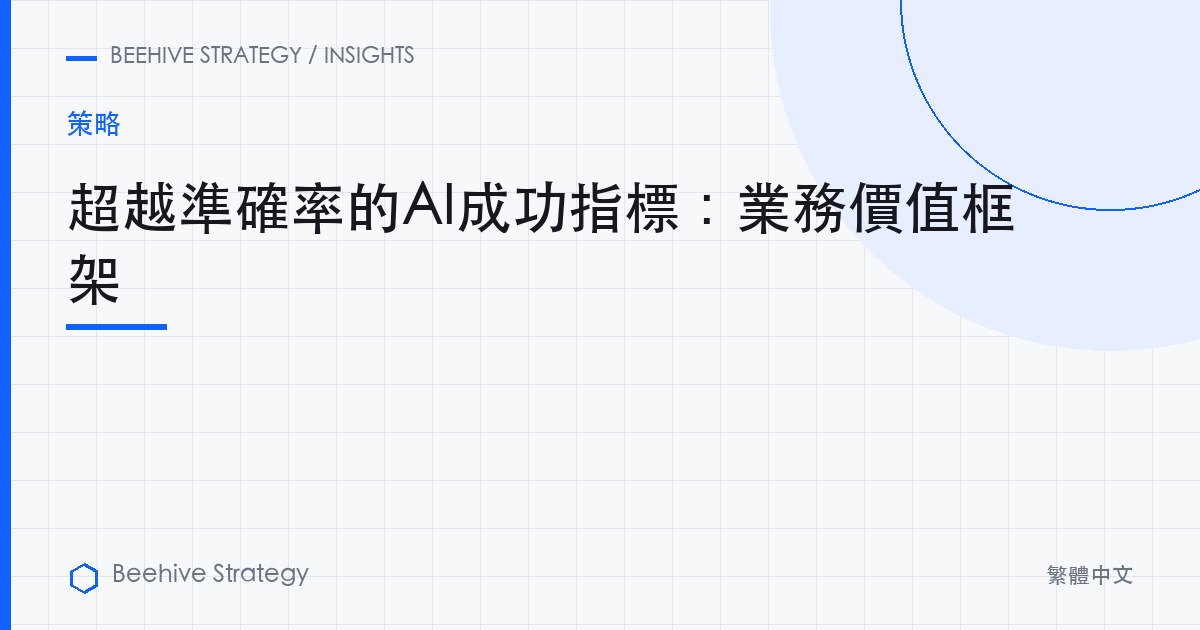 BEEHIVE STRATEGY / INSIGHTS
策略
超越準確率的AI成功指標：業務價值框
架
Beehive Strategy
繁體中文